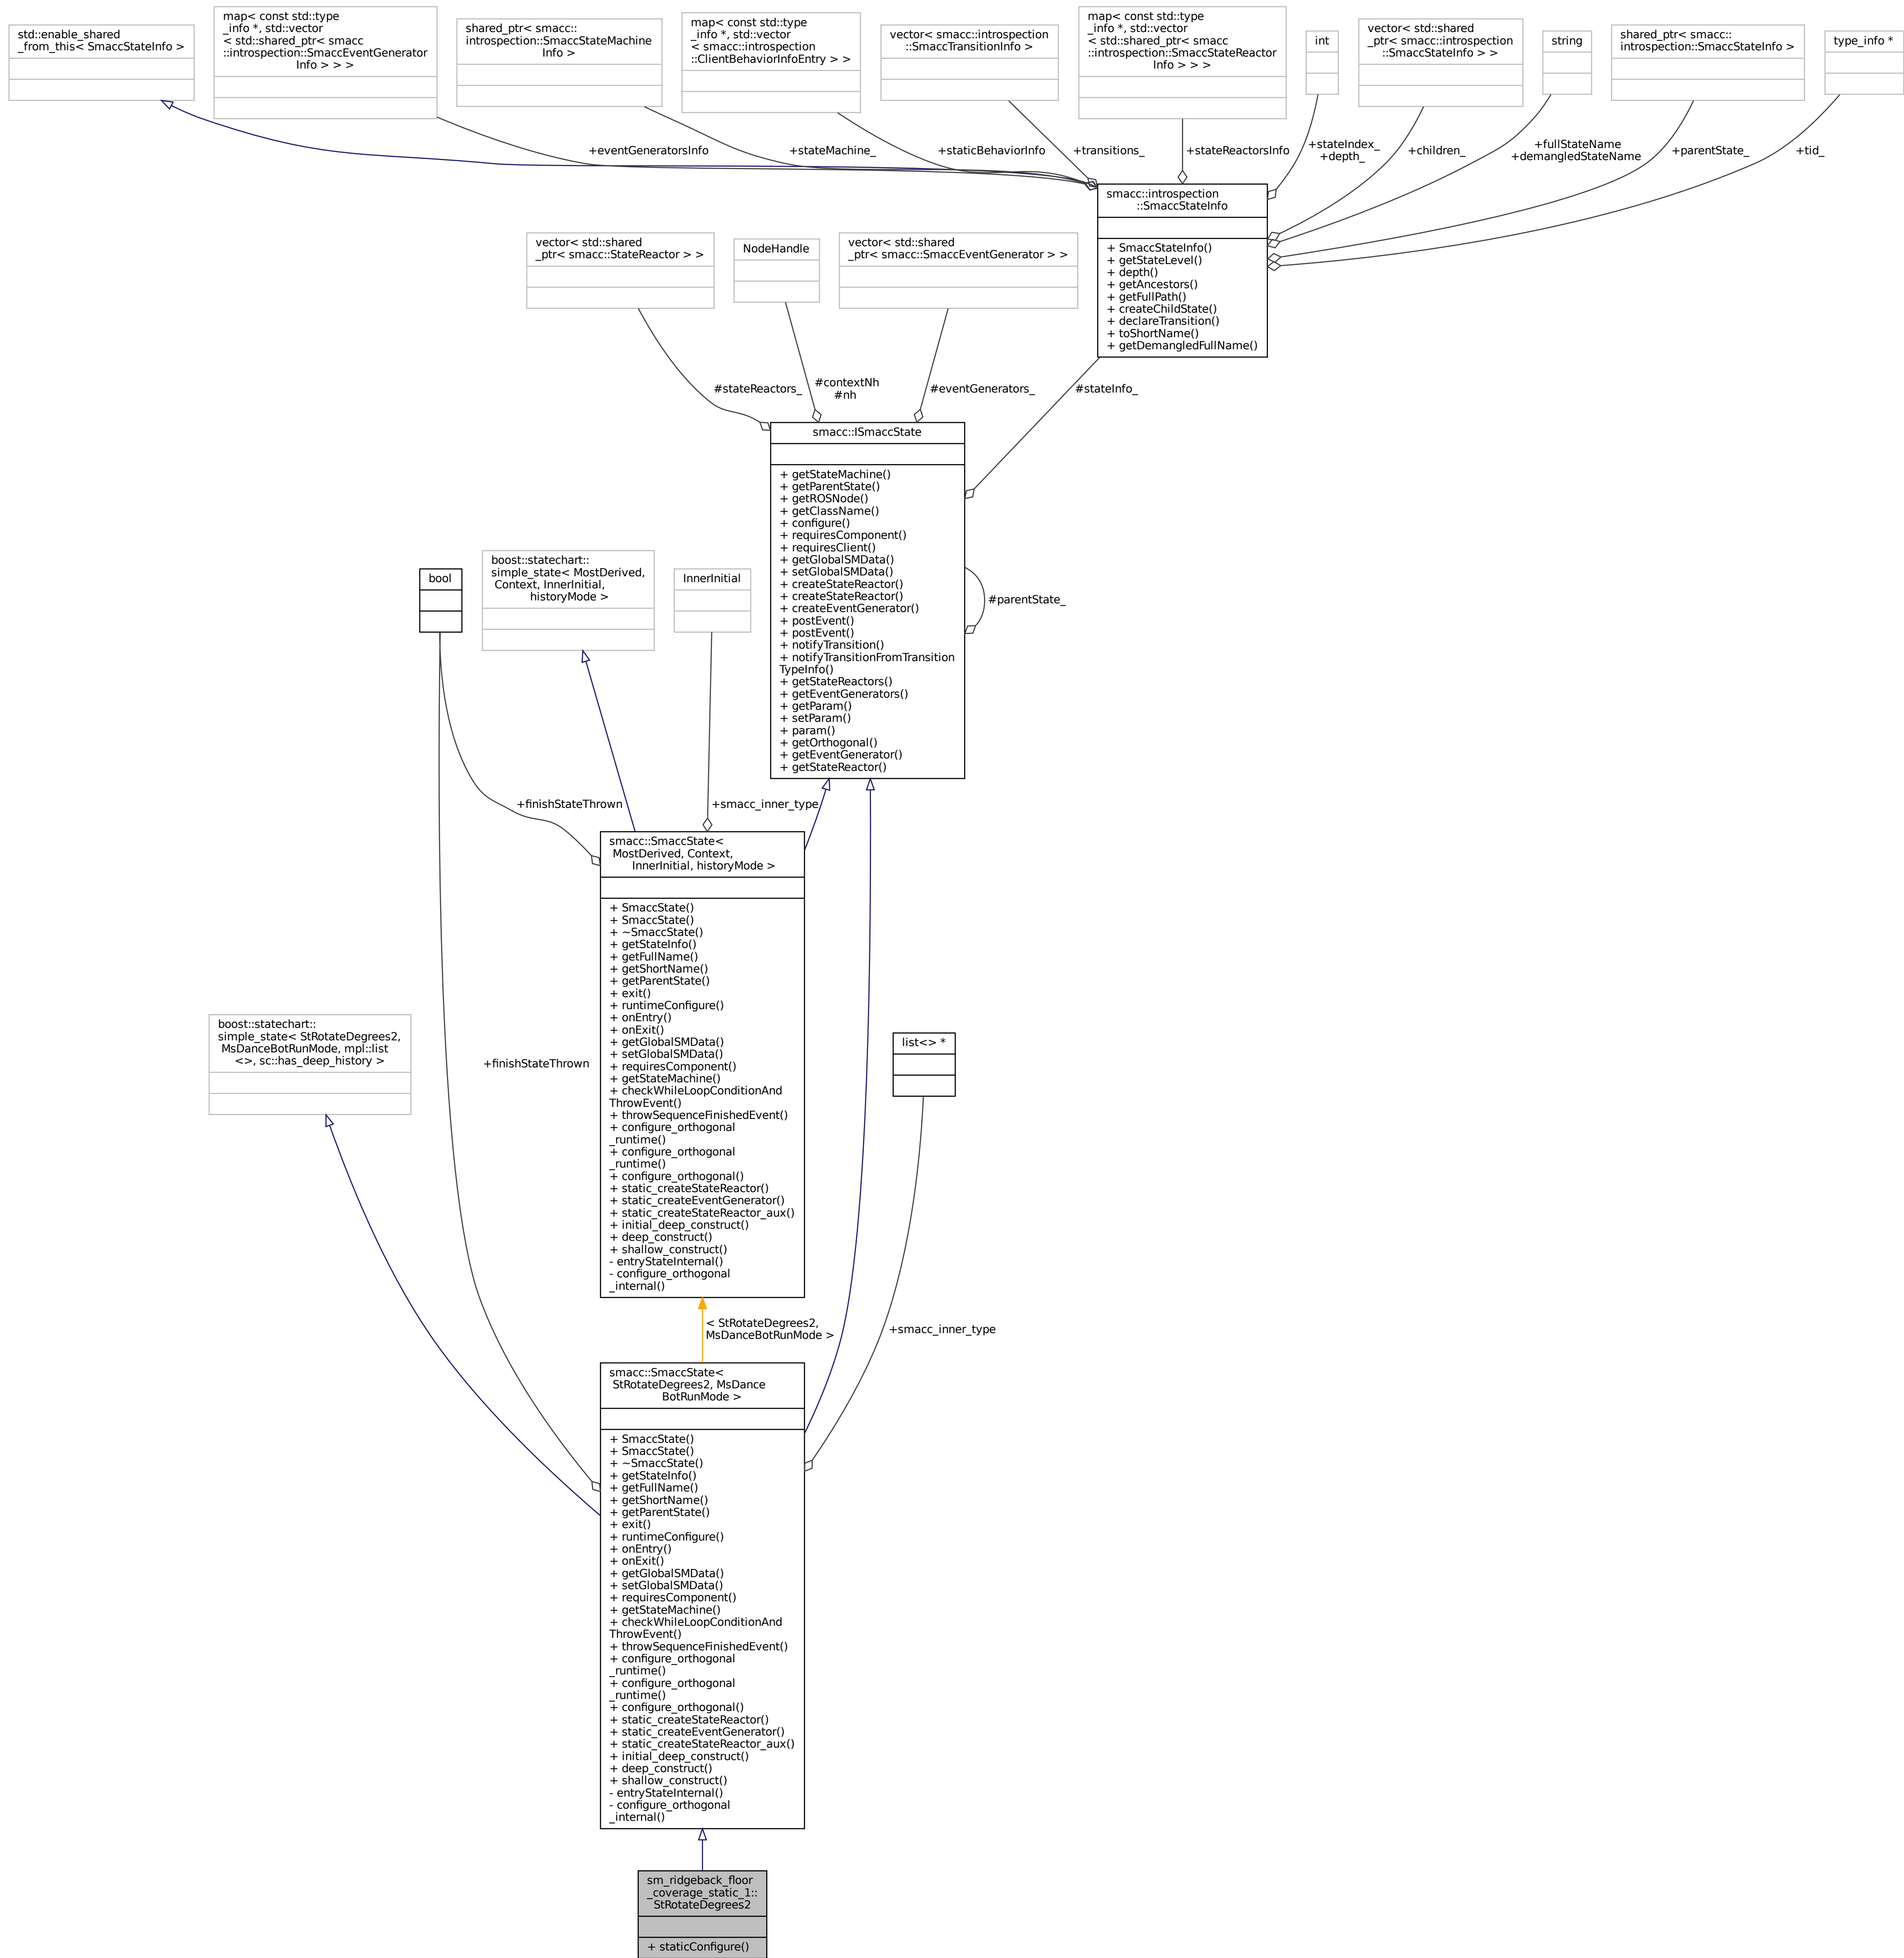 std::enable_shared
_from_this< SmaccStateInfo >
map< const std::type
_info *, std::vector
< std::shared_ptr< smacc
::introspection::SmaccEventGenerator
Info > > >
shared_ptr< smacc::
introspection::SmaccStateMachine
Info >
map< const std::type
_info *, std::vector
< smacc::introspection
::ClientBehaviorInfoEntry > >
vector< smacc::introspection
::SmaccTransitionInfo >
map< const std::type
_info *, std::vector
< std::shared_ptr< smacc
::introspection::SmaccStateReactor
Info > > >
int
vector< std::shared
_ptr< smacc::introspection
::SmaccStateInfo > >
string
shared_ptr< smacc::
introspection::SmaccStateInfo >
type_info *
+eventGeneratorsInfo
+stateMachine_
+staticBehaviorInfo
+transitions_
+stateReactorsInfo
+stateIndex_
+depth_
+children_
+fullStateName
+demangledStateName
+parentState_
+tid_
smacc::introspection
::SmaccStateInfo
+ SmaccStateInfo()
+ getStateLevel()
+ depth()
+ getAncestors()
+ getFullPath()
+ createChildState()
+ declareTransition()
+ toShortName()
+ getDemangledFullName()
vector< std::shared
_ptr< smacc::StateReactor > >
NodeHandle
vector< std::shared
_ptr< smacc::SmaccEventGenerator > >
#stateReactors_
#contextNh
#nh
#eventGenerators_
#stateInfo_
smacc::ISmaccState
+ getStateMachine()
+ getParentState()
+ getROSNode()
+ getClassName()
+ configure()
+ requiresComponent()
+ requiresClient()
+ getGlobalSMData()
+ setGlobalSMData()
+ createStateReactor()
+ createStateReactor()
+ createEventGenerator()
+ postEvent()
+ postEvent()
+ notifyTransition()
+ notifyTransitionFromTransition
TypeInfo()
+ getStateReactors()
+ getEventGenerators()
+ getParam()
+ setParam()
+ param()
+ getOrthogonal()
+ getEventGenerator()
+ getStateReactor()
#parentState_
bool
boost::statechart::
simple_state< MostDerived,
Context, InnerInitial,
historyMode >
InnerInitial
+finishStateThrown
+smacc_inner_type
smacc::SmaccState<
MostDerived, Context,
InnerInitial, historyMode >
+ SmaccState()
+ SmaccState()
+ ~SmaccState()
+ getStateInfo()
+ getFullName()
+ getShortName()
+ getParentState()
+ exit()
+ runtimeConfigure()
+ onEntry()
+ onExit()
+ getGlobalSMData()
+ setGlobalSMData()
+ requiresComponent()
+ getStateMachine()
+ checkWhileLoopConditionAnd
ThrowEvent()
+ throwSequenceFinishedEvent()
+ configure_orthogonal
_runtime()
+ configure_orthogonal
_runtime()
+ configure_orthogonal()
+ static_createStateReactor()
+ static_createEventGenerator()
+ static_createStateReactor_aux()
+ initial_deep_construct()
+ deep_construct()
+ shallow_construct()
- entryStateInternal()
- configure_orthogonal
_internal()
boost::statechart::
simple_state< StRotateDegrees2,
MsDanceBotRunMode, mpl::list
<>, sc::has_deep_history >
+finishStateThrown
list<> *
< StRotateDegrees2,
MsDanceBotRunMode >
+smacc_inner_type
smacc::SmaccState<
StRotateDegrees2, MsDance
BotRunMode >
+ SmaccState()
+ SmaccState()
+ ~SmaccState()
+ getStateInfo()
+ getFullName()
+ getShortName()
+ getParentState()
+ exit()
+ runtimeConfigure()
+ onEntry()
+ onExit()
+ getGlobalSMData()
+ setGlobalSMData()
+ requiresComponent()
+ getStateMachine()
+ checkWhileLoopConditionAnd
ThrowEvent()
+ throwSequenceFinishedEvent()
+ configure_orthogonal
_runtime()
+ configure_orthogonal
_runtime()
+ configure_orthogonal()
+ static_createStateReactor()
+ static_createEventGenerator()
+ static_createStateReactor_aux()
+ initial_deep_construct()
+ deep_construct()
+ shallow_construct()
- entryStateInternal()
- configure_orthogonal
_internal()
sm_ridgeback_floor
_coverage_static_1::
StRotateDegrees2
+ staticConfigure()